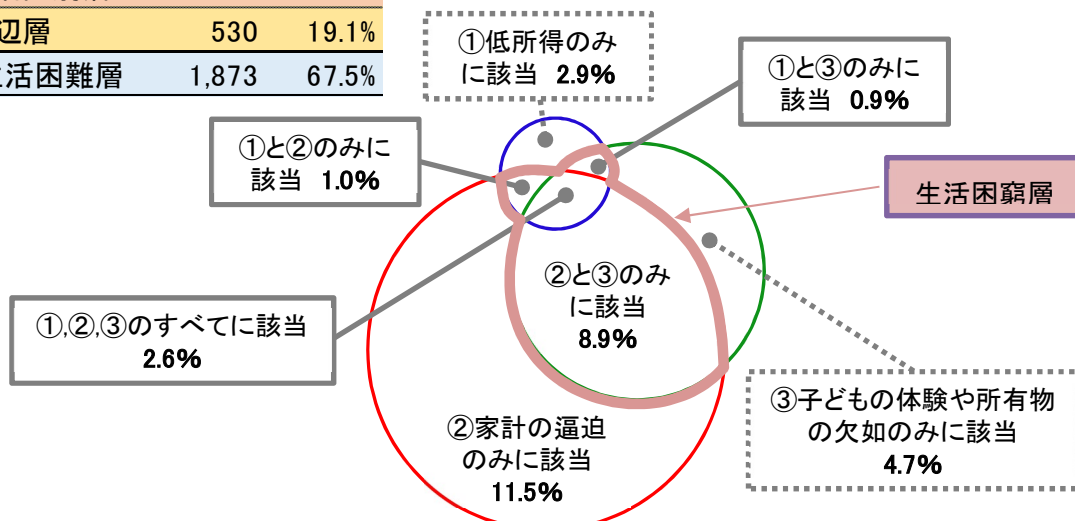 辺層 530 19.1%
活困難層 1,873 67.5%
①低所得のみ
に該当 2.9%
①と③のみに
該当 0.9%
①と②のみに
該当 1.0%
生活困窮層
②と③のみ
に該当
8.9%
①,②,③のすべてに該当
2.6%
③子どもの体験や所有物
の欠如のみに該当
4.7%
②家計の逼迫
のみに該当
11.5%